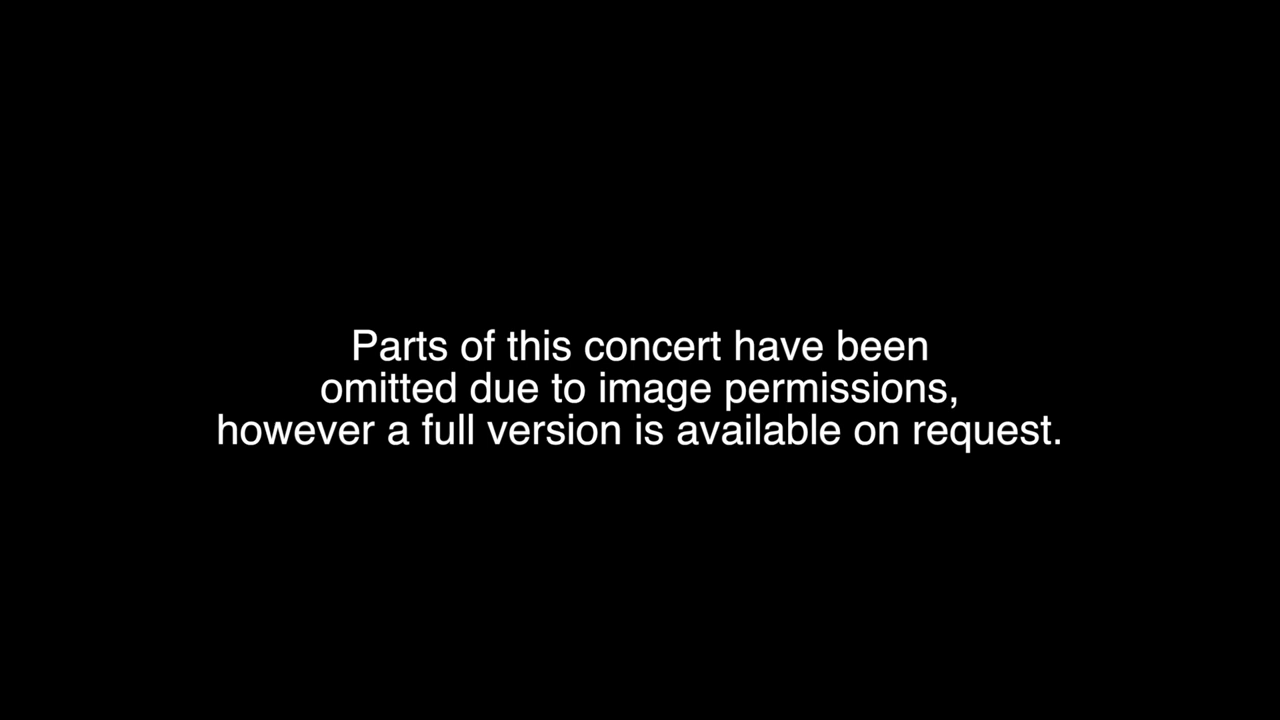 Parts of this concert have been
omitted due to image permissions,
however a full version is available on request.